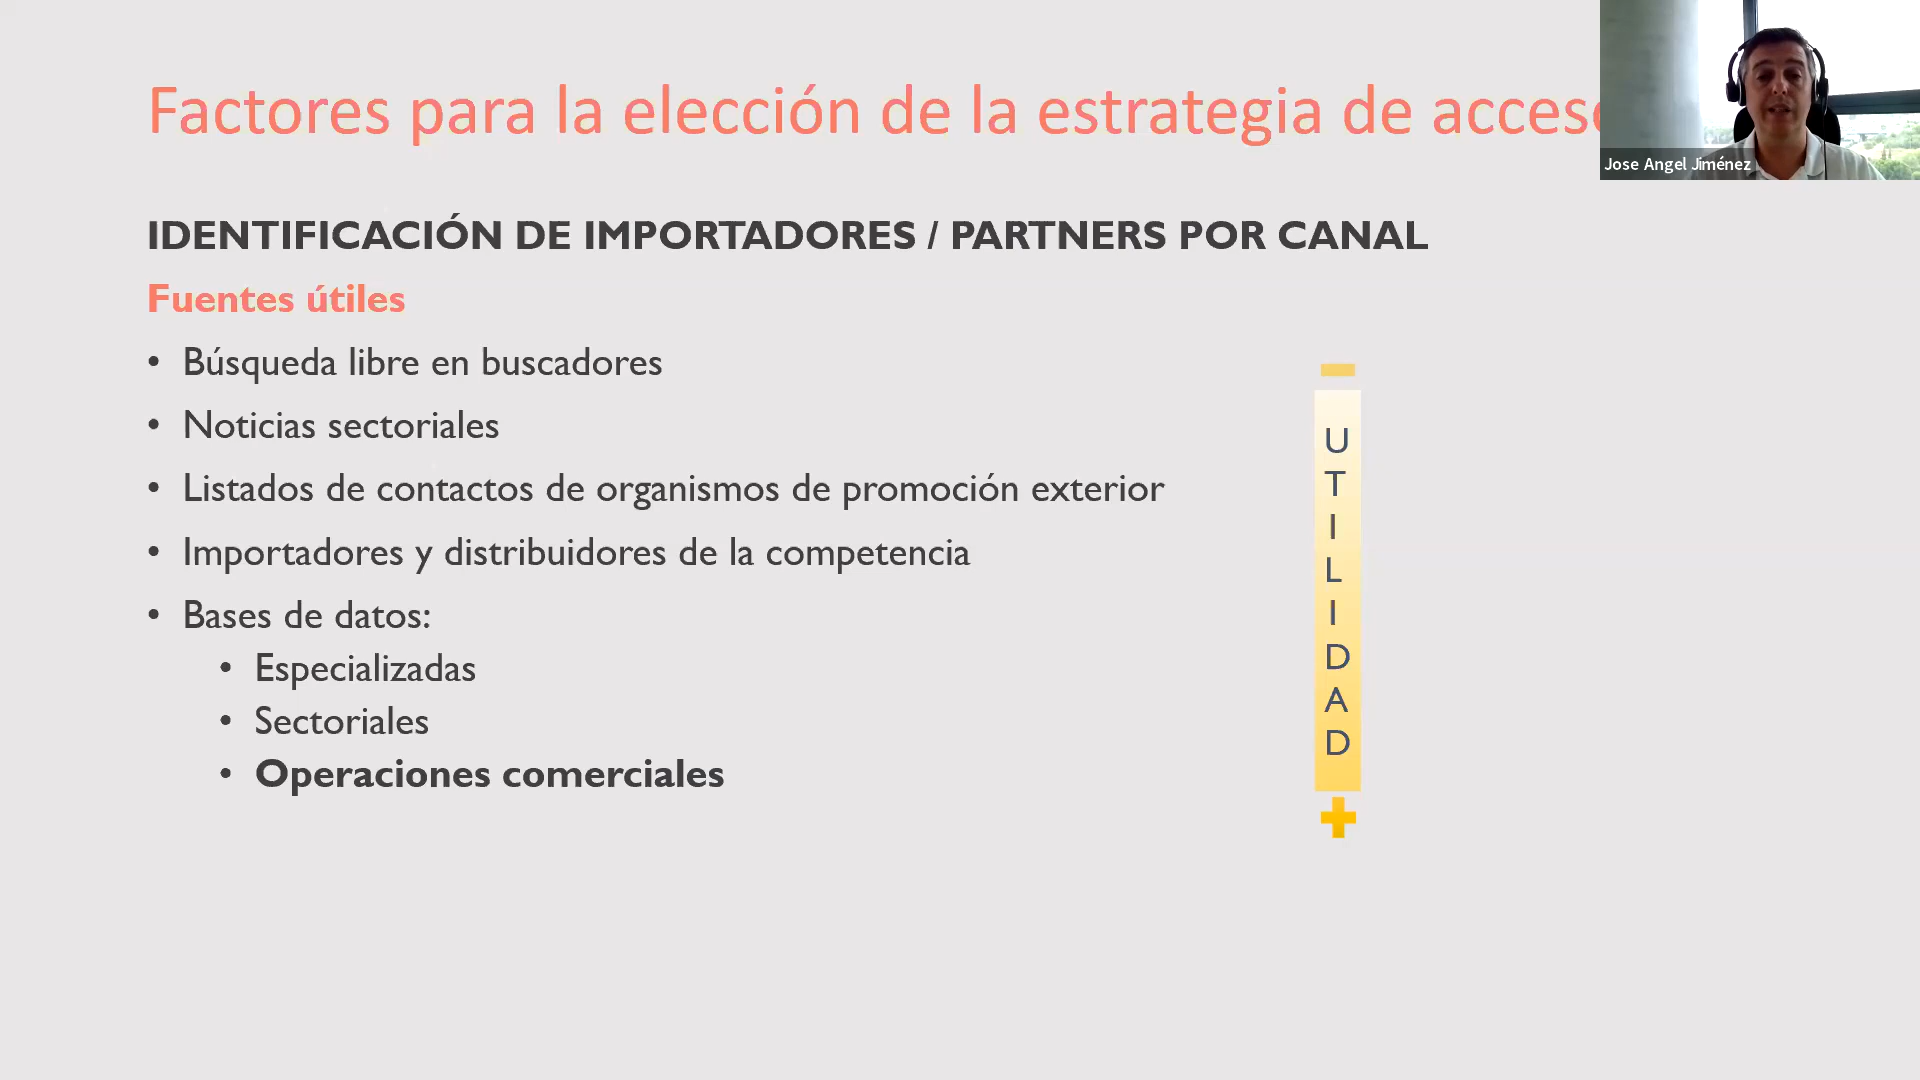 Factores para la elección de la estrategia de acceso
Jose Angel Jiménez
IDENTIFICACIÓN DE IMPORTADORES / PARTNERS POR CANAL
Fuentes útiles
• Búsqueda libre en buscadores
• Noticias sectoriales
• Listados de contactos de organismos de promoción exterior
• Importadores y distribuidores de la competencia
• Bases de datos:
• Especializadas
• Sectoriales
• Operaciones comerciales
UTILIDAD